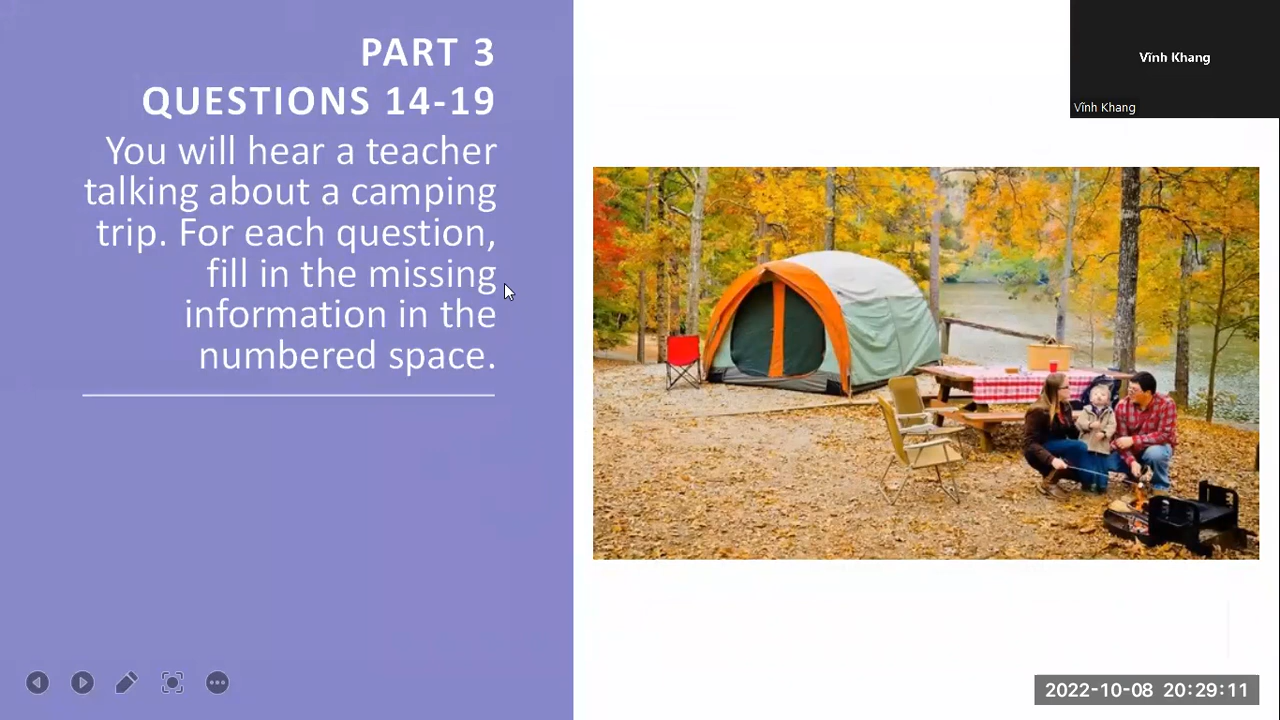 PART 3
QUESTIONS 14-19
You will hear a teacher
talking about a camping
trip. For each question,
fill in the missing
information in the
numbered space.
Vĩnh Khang
Vĩnh Khang
2022-10-08 20:29:11